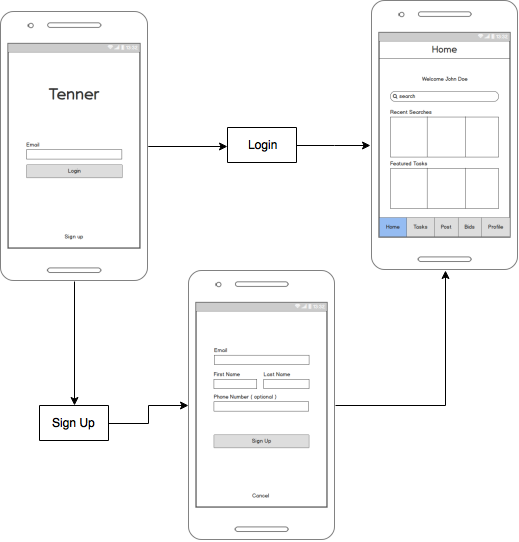 Tenner
Email
Login
Sign up
Login
Home
Welcome John Doe
search
Recent Searches
Featured Tasks
Home Tasks Post Bids Profile
Sign Up
Email
First Name Last Name
Phone Number ( optional )
Sign Up
Cancel